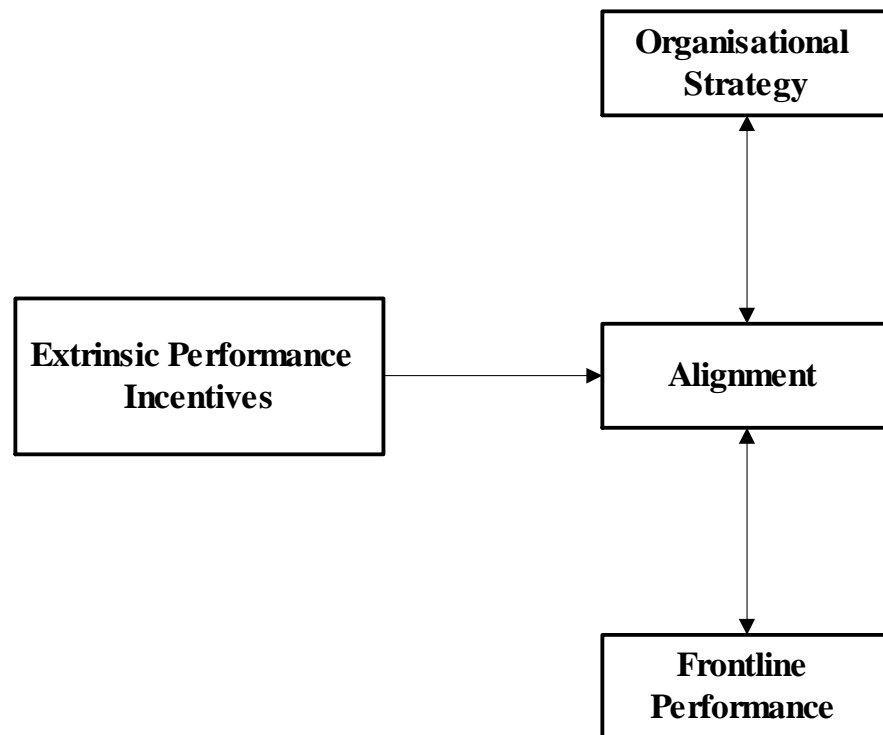 Organisational
Strategy
Extrinsic Performance
Incentives
Alignment
Frontline
Performance